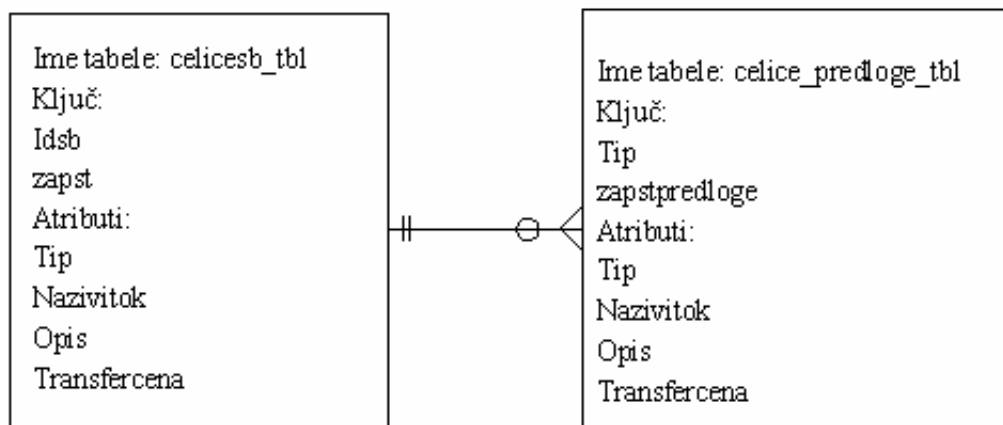 Ime tabele: celicesb_tbl
Ključ:
Idsb
zapst
Atributi:
Tip
Nazivitok
Opis
Transfercena
Ime tabele: celice_predloge_tbl
Ključ:
Tip
zapstpredloge
Atributi:
Tip
Nazivitok
Opis
Transfercena